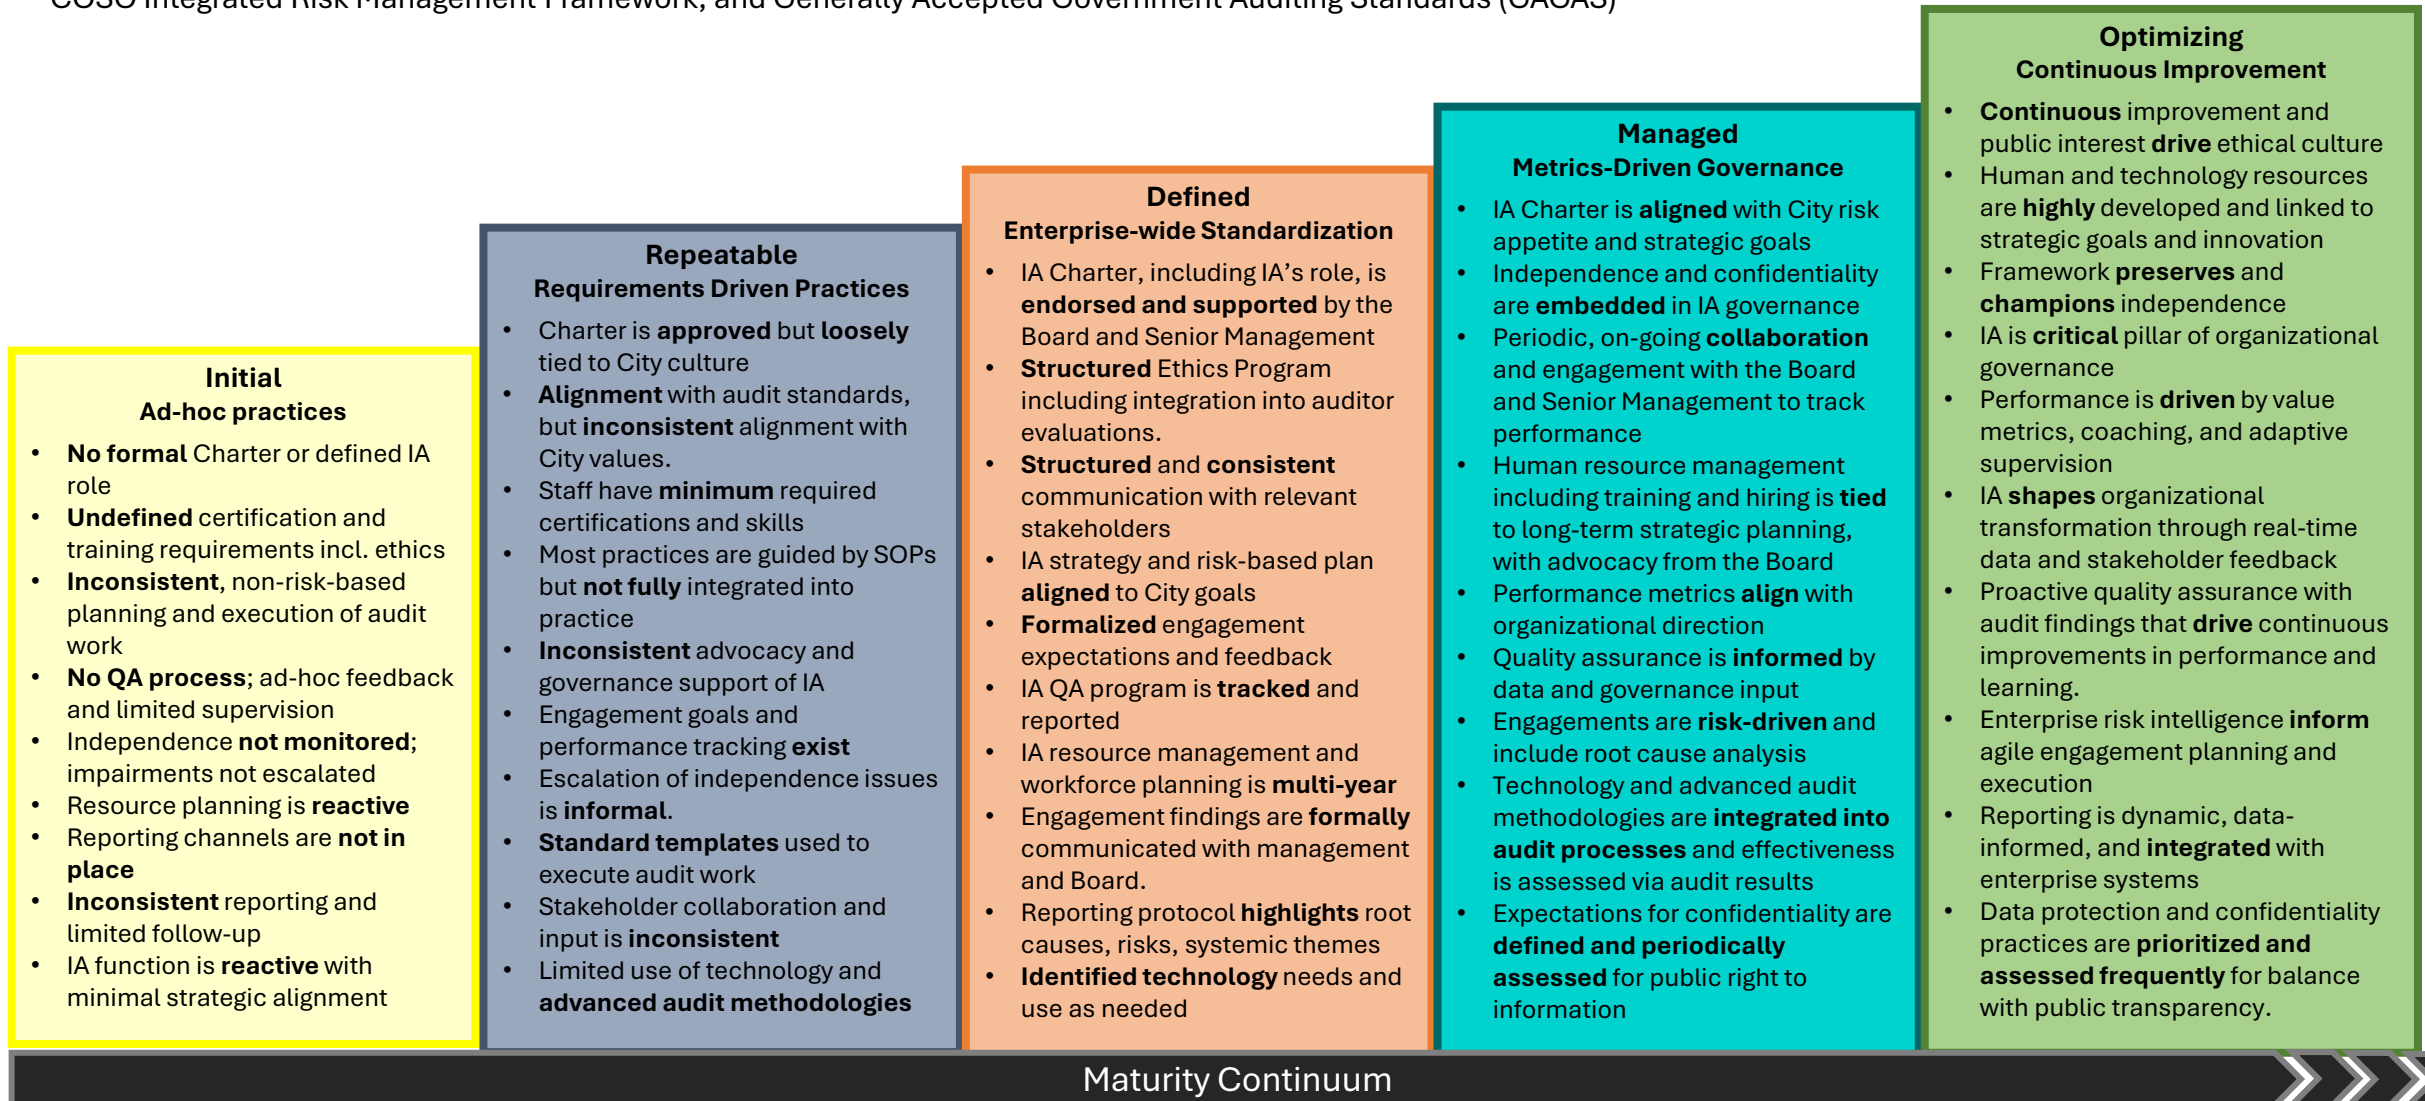 COSO Integrated Risk Management Framework, and Generally Accepted Government Auditing Standards (GAGAS)
Initial
Ad-hoc practices
• No formal Charter or defined IA
role
• Undefined certification and
training requirements incl. ethics
• Inconsistent, non-risk-based
planning and execution of audit
work
• No QA process; ad-hoc feedback
and limited supervision
• Independence not monitored;
impairments not escalated
• Resource planning is reactive
• Reporting channels are not in
place
• Inconsistent reporting and
limited follow-up
• IA function is reactive with
minimal strategic alignment
Repeatable
Requirements Driven Practices
• Charter is approved but loosely
tied to City culture
• Alignment with audit standards,
but inconsistent alignment with
City values.
• Staff have minimum required
certifications and skills
• Most practices are guided by SOPs
but not fully integrated into
practice
• Inconsistent advocacy and
governance support of IA
• Engagement goals and
performance tracking exist
• Escalation of independence issues
is informal.
• Standard templates used to
execute audit work
• Stakeholder collaboration and
input is inconsistent
• Limited use of technology and
advanced audit methodologies
Defined
Enterprise-wide Standardization
• IA Charter, including IA’s role, is
endorsed and supported by the
Board and Senior Management
• Structured Ethics Program
including integration into auditor
evaluations.
• Structured and consistent
communication with relevant
stakeholders
• IA strategy and risk-based plan
aligned to City goals
• Formalized engagement
expectations and feedback
• IA QA program is tracked and
reported
• IA resource management and
workforce planning is multi-year
• Engagement findings are formally
communicated with management
and Board.
• Reporting protocol highlights root
causes, risks, systemic themes
• Identified technology needs and
use as needed
Managed
Metrics-Driven Governance
• IA Charter is aligned with City risk
appetite and strategic goals
• Independence and confidentiality
are embedded in IA governance
• Periodic, on-going collaboration
and engagement with the Board
and Senior Management to track
performance
• Human resource management
including training and hiring is tied
to long-term strategic planning,
with advocacy from the Board
• Performance metrics align with
organizational direction
• Quality assurance is informed by
data and governance input
• Engagements are risk-driven and
include root cause analysis
• Technology and advanced audit
methodologies are integrated into
audit processes and effectiveness
is assessed via audit results
• Expectations for confidentiality are
defined and periodically
assessed for public right to
information
Optimizing
Continuous Improvement
• Continuous improvement and
public interest drive ethical culture
• Human and technology resources
are highly developed and linked to
strategic goals and innovation
• Framework preserves and
champions independence
• IA is critical pillar of organizational
governance
• Performance is driven by value
metrics, coaching, and adaptive
supervision
• IA shapes organizational
transformation through real-time
data and stakeholder feedback
• Proactive quality assurance with
audit findings that drive continuous
improvements in performance and
learning.
• Enterprise risk intelligence inform
agile engagement planning and
execution
• Reporting is dynamic, data-
informed, and integrated with
enterprise systems
• Data protection and confidentiality
practices are prioritized and
assessed frequently for balance
with public transparency.
Maturity Continuum